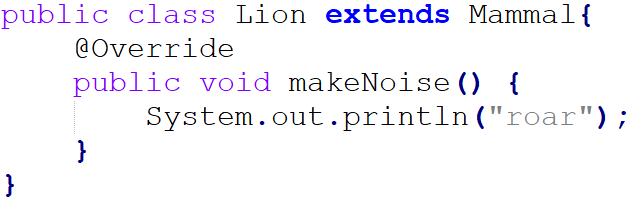 public class Lion extends Mammal{
    @Override
    public void makeNoise() {
        System.out.println("roar");
    }
}